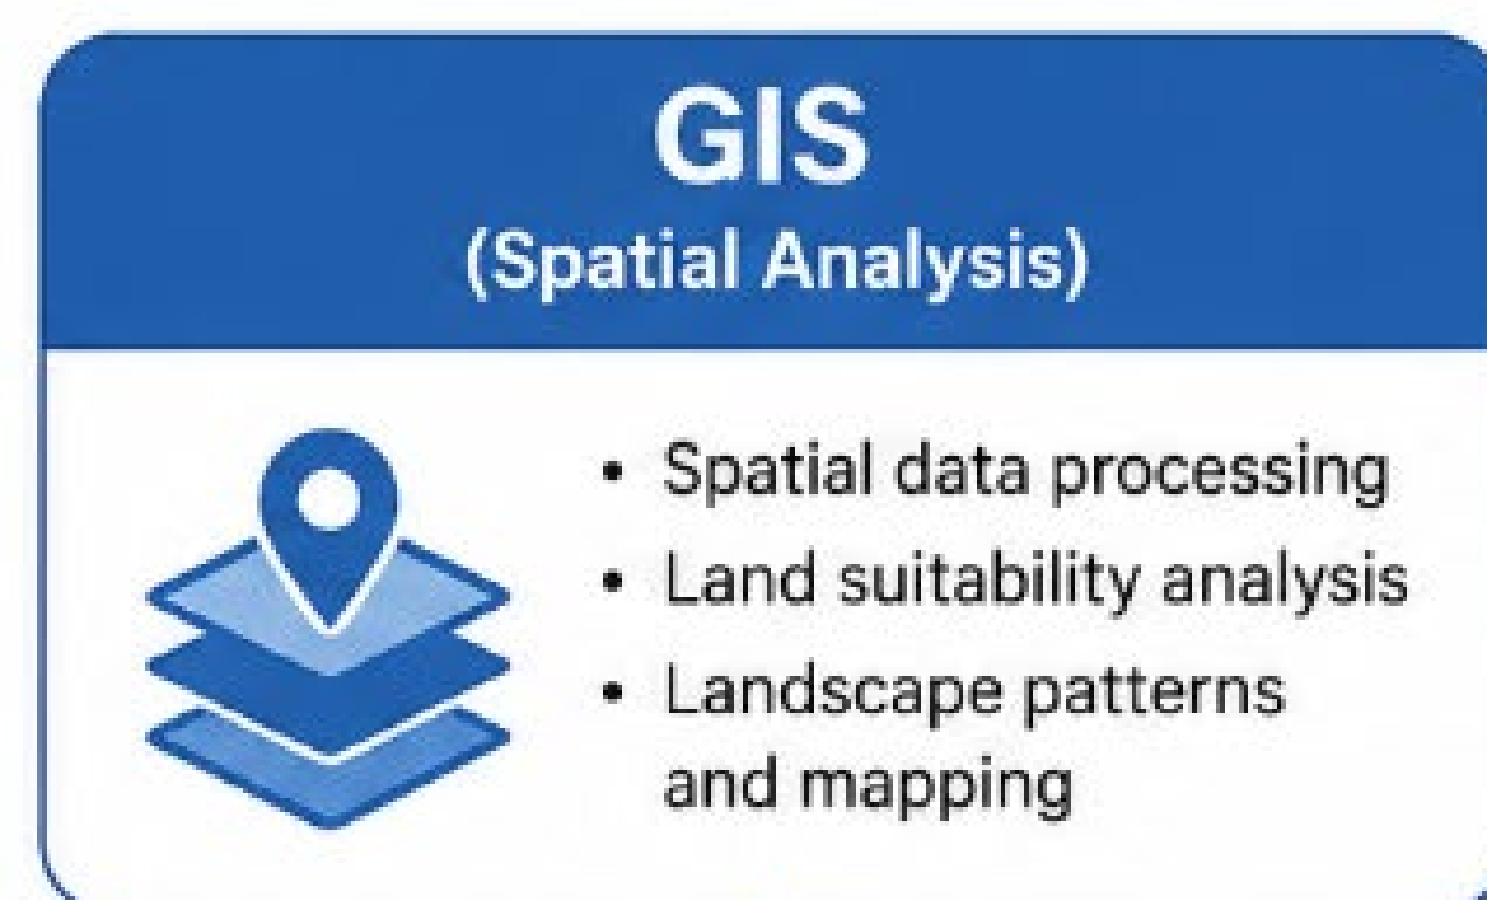 GIS
(Spatial Analysis)
• Spatial data processing
• Land suitability analysis
• Landscape patterns
and mapping